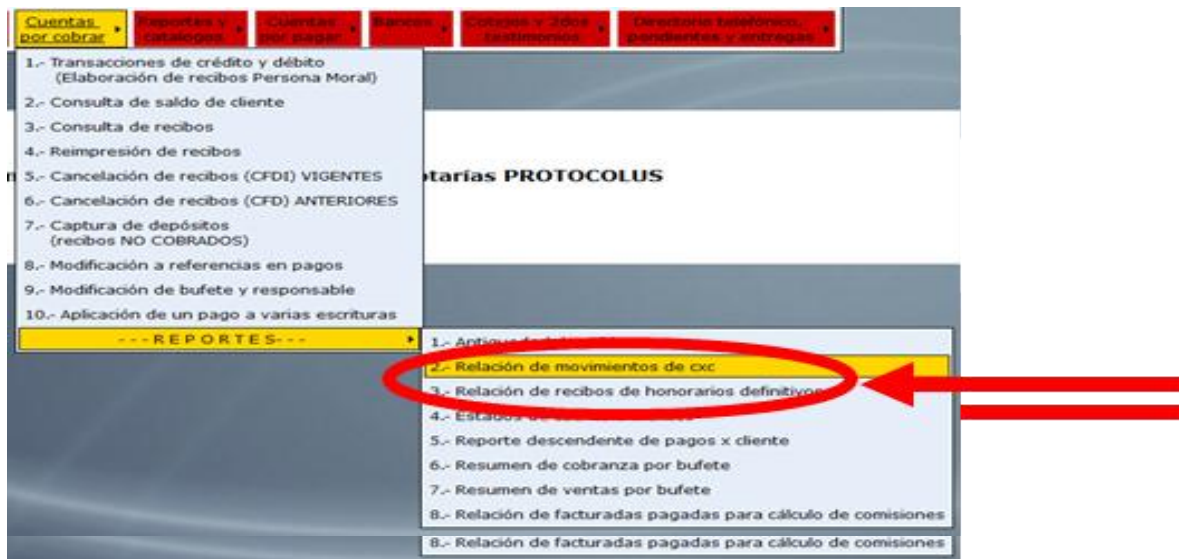 Cuentas
por cobrar
Reportes y
catalogos
Cuentas
por pagar
Bancos
Cotejos y 2dos
testimonios
Directorio telefónico,
pendientes y entregas
1.- Transacciones de crédito y débito
(Elaboración de recibos Persona Moral)
2.- Consulta de saldo de cliente
3.- Consulta de recibos
4.- Reimpresión de recibos
5.- Cancelación de recibos (CFDI) VIGENTES
tarías PROTOCOLUS
6.- Cancelación de recibos (CFD) ANTERIORES
7.- Captura de depósitos
(recibos NO COBRADOS)
8.- Modificación a referencias en pagos
9.- Modificación de bufete y responsable
10.- Aplicación de un pago a varias escrituras
- - - R E P O R T E S - - -
1.-
2.- Relación de movimientos de cxc
3.- Relación de recibos de honorarios definitivos
4.- Estados de
5.- Reporte descendente de pagos x cliente
6.- Resumen de cobranza por bufete
7.- Resumen de ventas por bufete
8.- Relación de facturadas pagadas para cálculo de comisiones
8.- Relación de facturadas pagadas para cálculo de comisiones